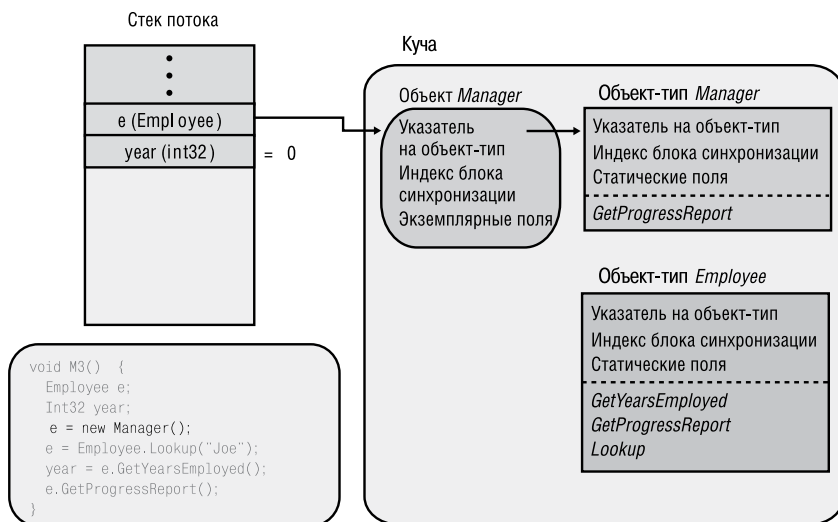 Стек потока
e (Employee)
year (int32)
= 0
Куча
Объект Manager
Указатель
на объект-тип
Индекс блока
синхронизации
Экземплярные поля
Объект-тип Manager
Указатель на объект-тип
Индекс блока синхронизации
Статические поля
GetProgressReport
Объект-тип Employee
Указатель на объект-тип
Индекс блока синхронизации
Статические поля
GetYearsEmployed
GetProgressReport
Lookup
void M3() {
Employee e;
Int32 year;
e = new Manager();
e = Employee.Lookup("Joe");
year = e.GetYearsEmployed();
e.GetProgressReport();
}